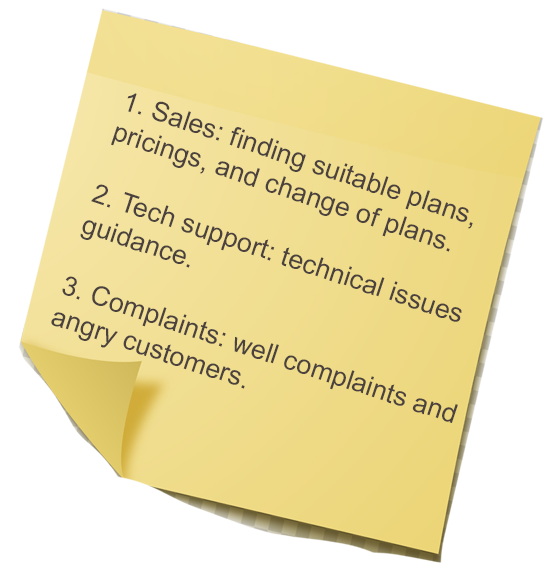 1. Sales: finding suitable plans,
pricings, and change of plans.
2. Tech support: technical issues
guidance.
3. Complaints: well complaints and
angry customers.